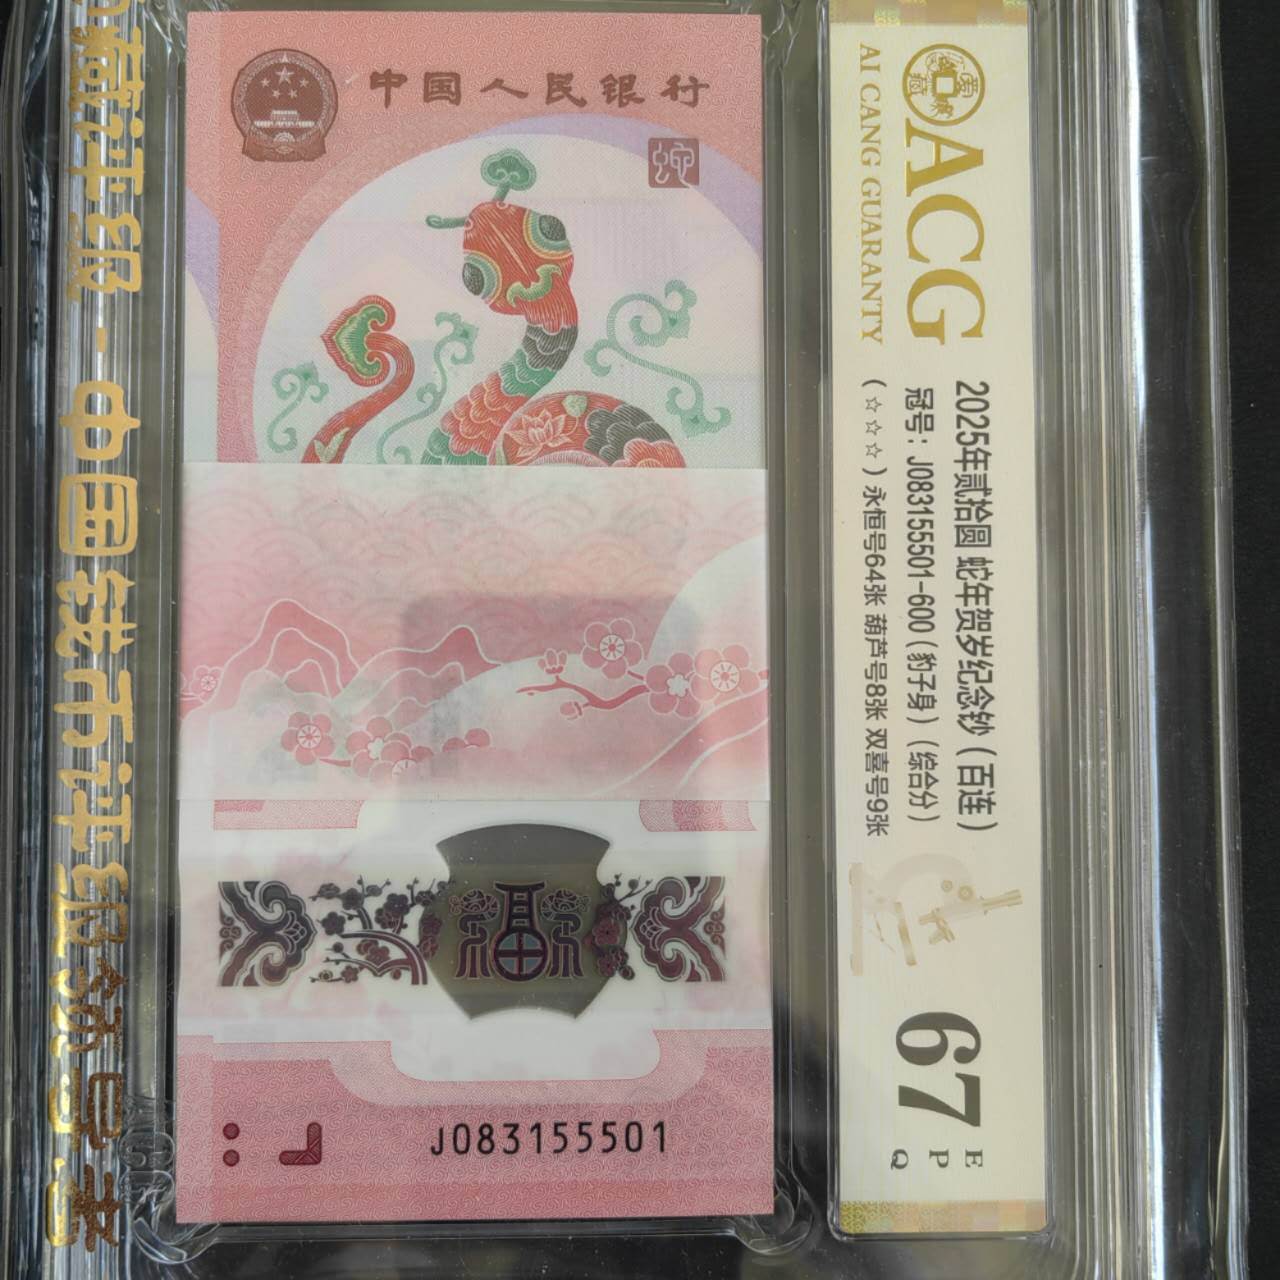 中国人民银行
蛇
福
J083155501
ACG
AI CANG GUARANTY
2025年贰拾圆 蛇年贺岁纪念钞（百连）
冠号：J083155501-600（豹子身）（综合分）
（☆☆☆）永恒号64张 葫芦号8张 双喜号9张
67
E
P
Q
藏评级-中国钱币评级领导者